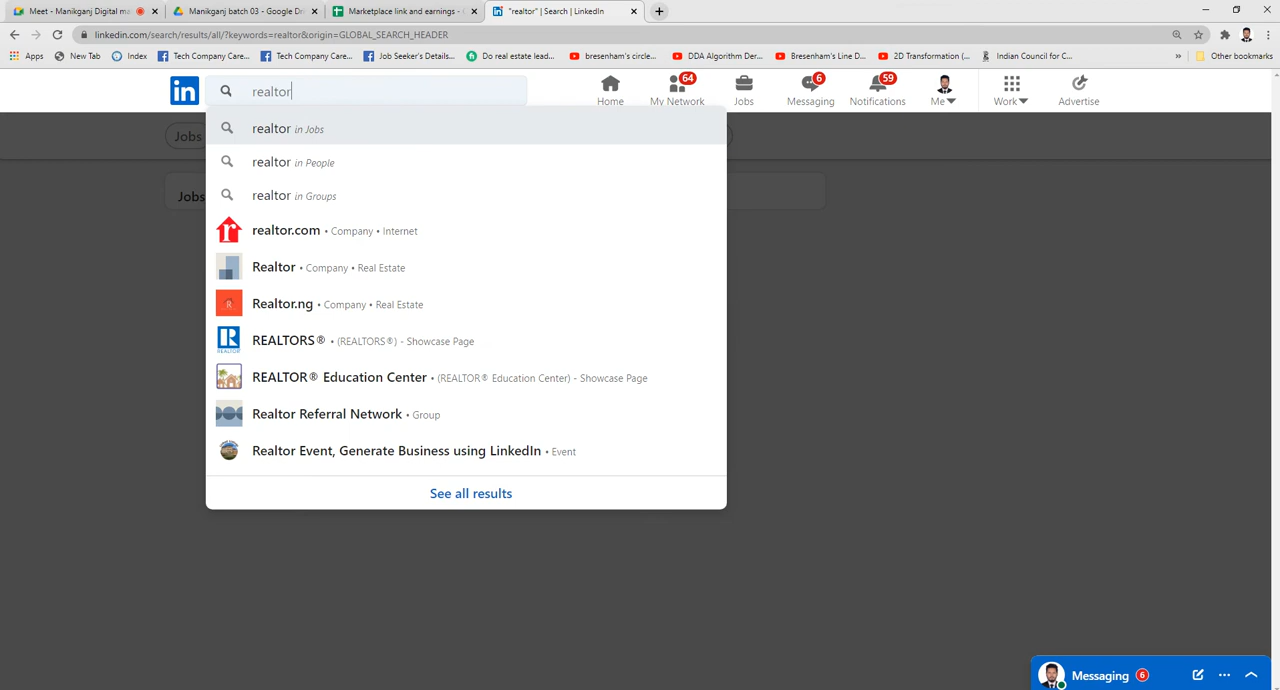 Meet - Manikganj Digital ma
Manikganj batch 03 - Google Dri
Marketplace link and earnings - G
"realtor" | Search | LinkedIn
linkedin.com/search/results/all/?keywords=realtor&origin=GLOBAL_SEARCH_HEADER
Apps
New Tab
Index
Tech Company Care...
Tech Company Care...
Job Seeker's Details...
Do real estate lead...
bresenham's circle...
DDA Algorithm Der...
Bresenham's Line D...
2D Transformation (...
Indian Council for C...
»
Other bookmarks
in
realtor
Home
64
My Network
Jobs
6
Messaging
59
Notifications
Me
Work
Advertise
Jobs
Jobs
realtor in Jobs
realtor in People
realtor in Groups
realtor.com • Company • Internet
Realtor • Company • Real Estate
Realtor.ng • Company • Real Estate
REALTORS® • (REALTORS®) - Showcase Page
REALTOR® Education Center • (REALTOR® Education Center) - Showcase Page
Realtor Referral Network • Group
Realtor Event, Generate Business using LinkedIn • Event
See all results
Messaging 6